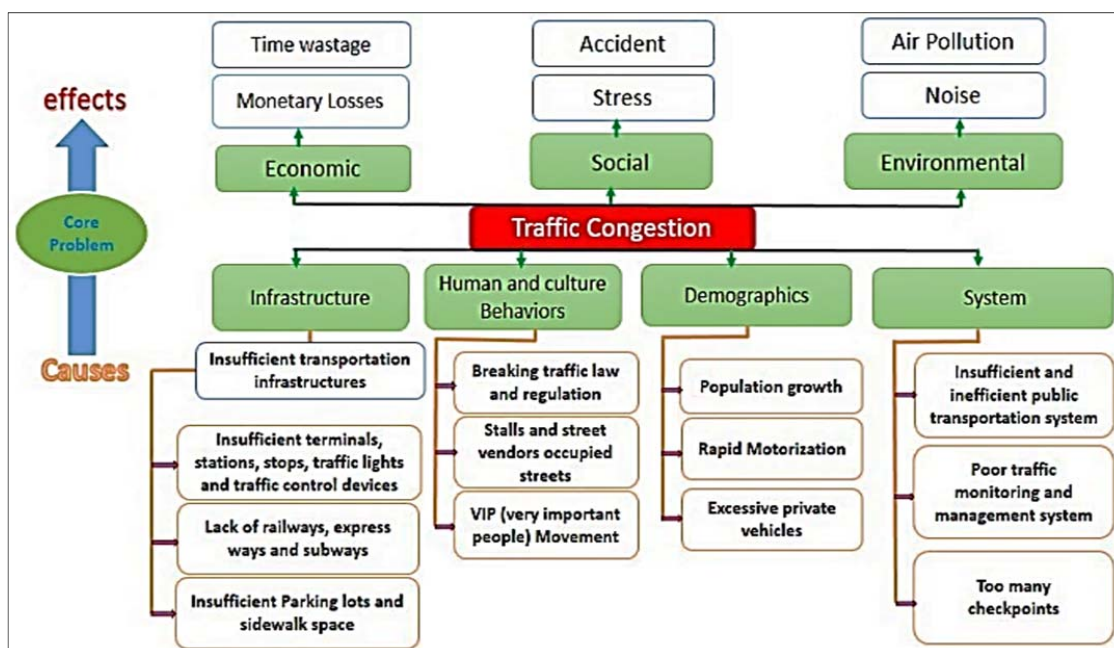 Time wastage
Accident
Air Pollution
effects
Monetary Losses
Stress
Noise
Economic
Social
Environmental
Core
Problem
Traffic Congestion
Infrastructure
Human and culture
Behaviors
Demographics
System
Causes
Insufficient transportation
infrastructures
Insufficient terminals,
stations, stops, traffic lights
and traffic control devices
Lack of railways, express
ways and subways
Insufficient Parking lots and
sidewalk space
Breaking traffic law
and regulation
Stalls and street
vendors occupied
streets
VIP (very important
people) Movement
Population growth
Rapid Motorization
Excessive private
vehicles
Insufficient and
inefficient public
transportation system
Poor traffic
monitoring and
management system
Too many
checkpoints